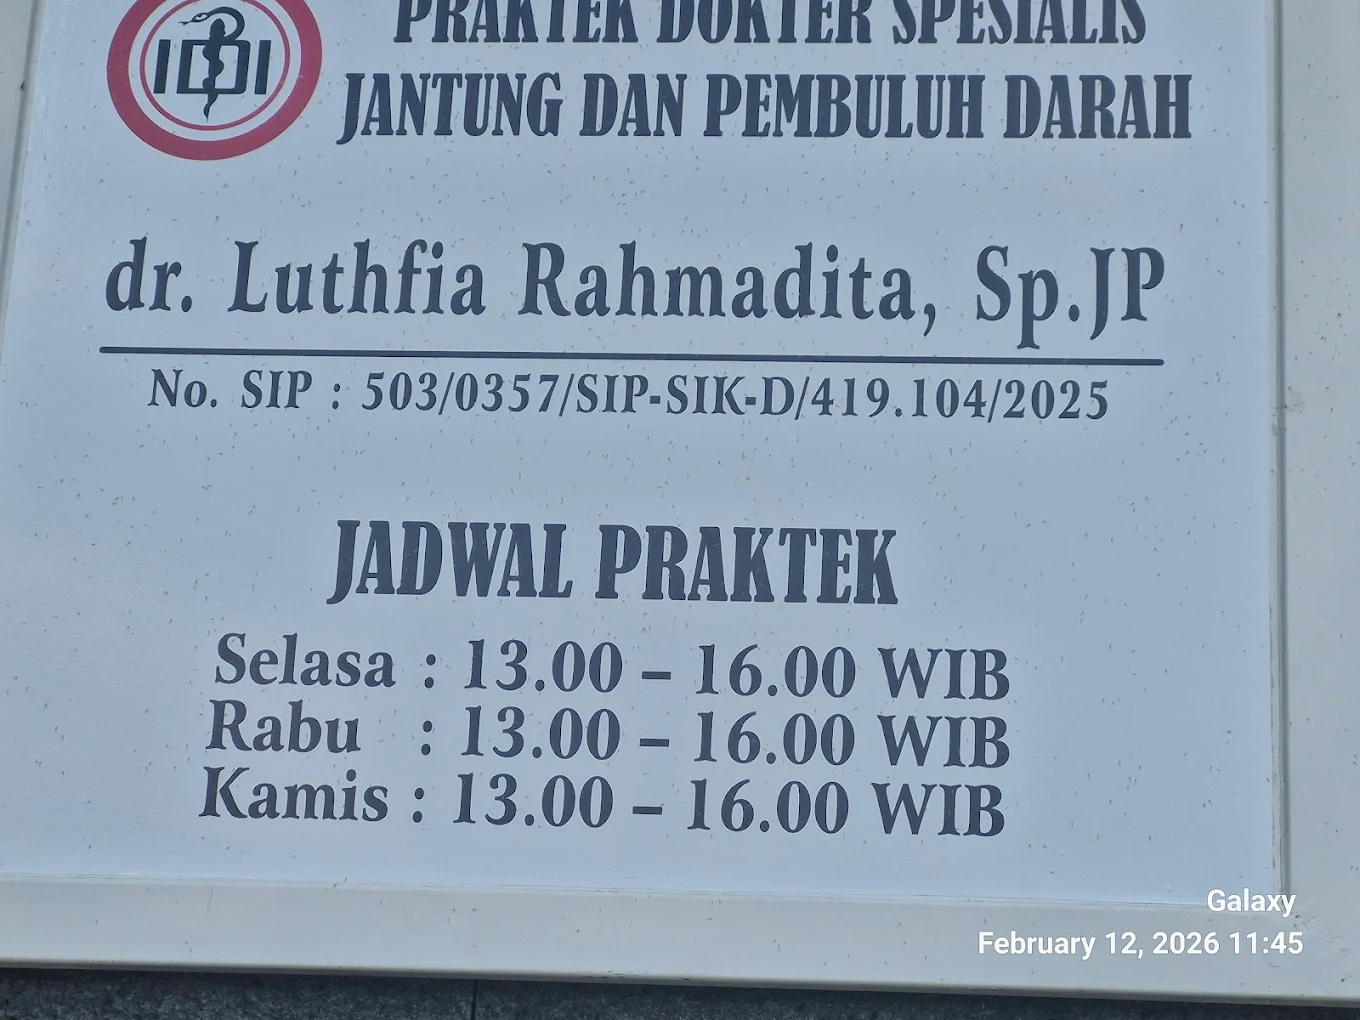 IDI
PRAKTEK DOKTER SPESIALIS
JANTUNG DAN PEMBULUH DARAH
dr. Luthfia Rahmadita, Sp.JP
No. SIP : 503/0357/SIP-SIK-D/419.104/2025
JADWAL PRAKTEK
Selasa : 13.00 – 16.00 WIB
Rabu : 13.00 – 16.00 WIB
Kamis : 13.00 – 16.00 WIB
Galaxy
February 12, 2026 11:45